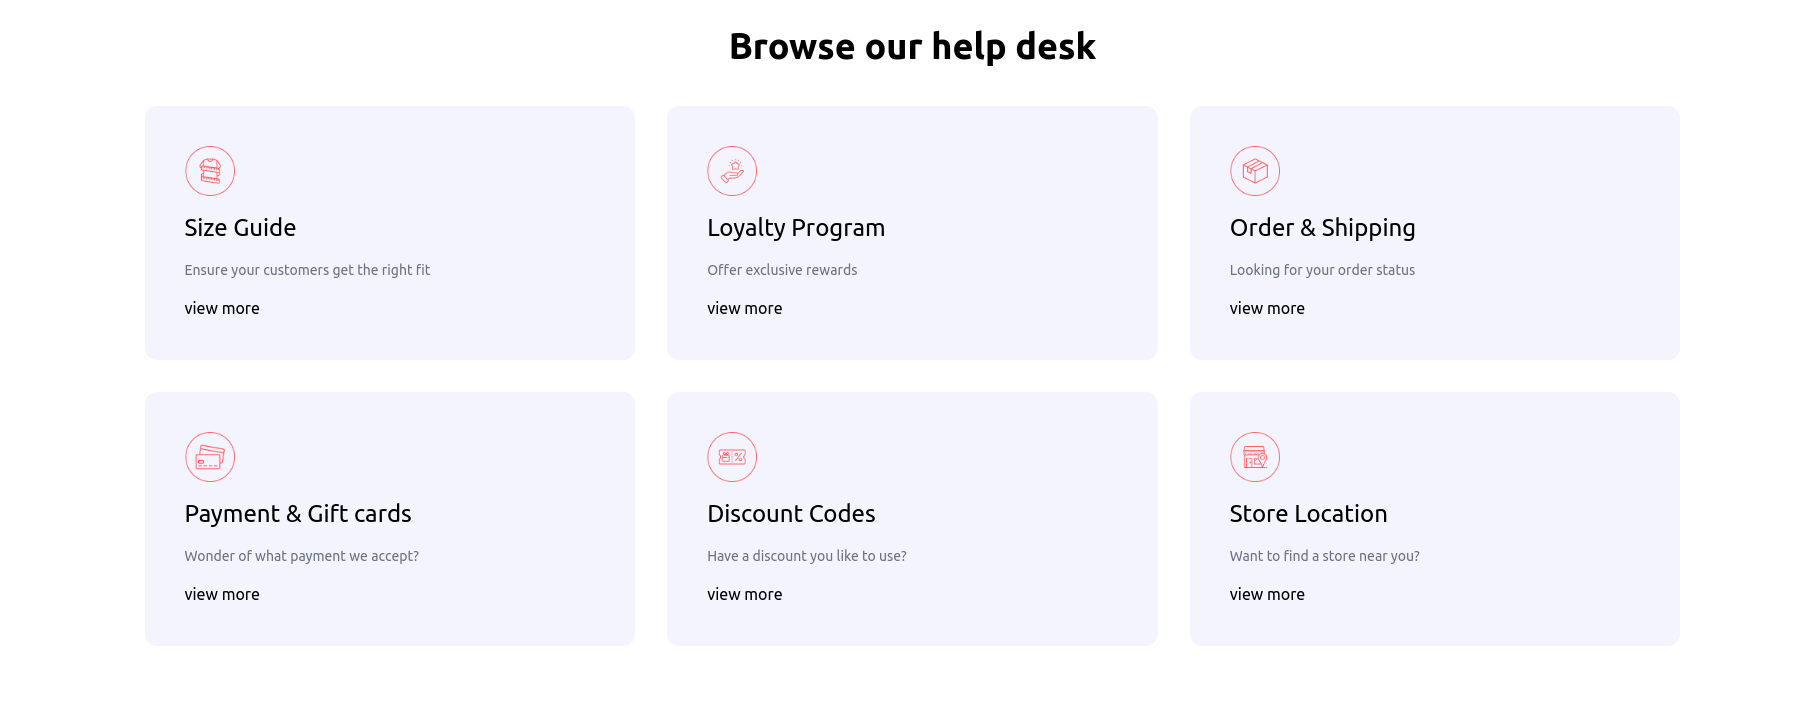 Browse our help desk
Size Guide
Ensure your customers get the right fit
view more
Loyalty Program
Offer exclusive rewards
view more
Order & Shipping
Looking for your order status
view more
Payment & Gift cards
Wonder of what payment we accept?
view more
Discount Codes
Have a discount you like to use?
view more
Store Location
Want to find a store near you?
view more